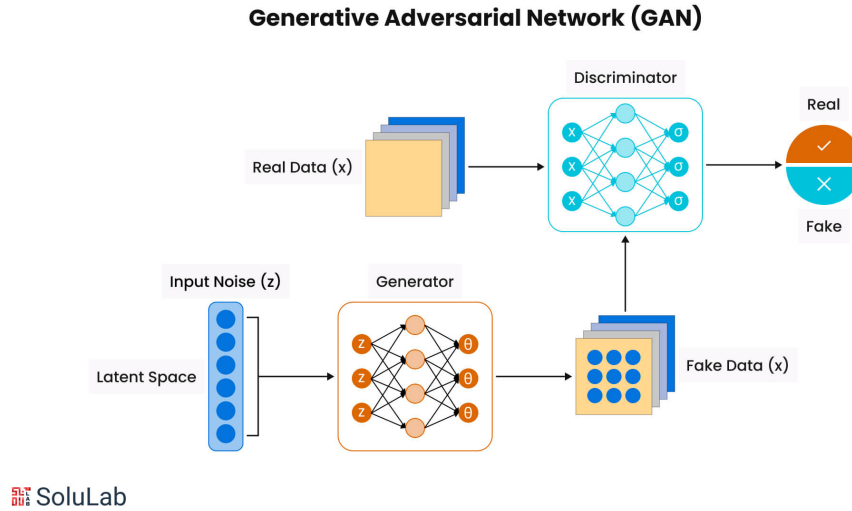 Generative Adversarial Network (GAN)
Discriminator
Real
Real Data (x)
X
X
X
σ
σ
σ
Fake
Input Noise (z)
Generator
Latent Space
z
z
z
θ
θ
θ
Fake Data (x)
SoluLab